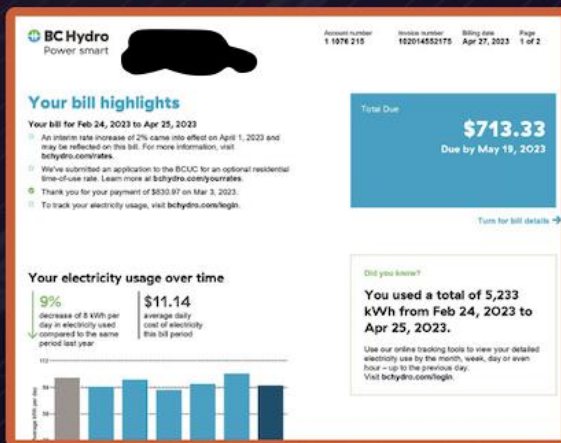 BC Hydro
Power smart
Account number
1 1076 215
Invoice number
102014552175
Billing date
Apr 27, 2023
Page
1 of 2
Your bill highlights
Your bill for Feb 24, 2023 to Apr 25, 2023
An interim rate increase of 2% came into effect on April 1, 2023 and
may be reflected on this bill. For more information, visit
bchydro.com/rates.
We've submitted an application to the BCUC for an optional residential
time-of-use rate. Learn more at bchydro.com/yourrates.
Thank you for your payment of $830.97 on Mar 3, 2023.
To track your electricity usage, visit bchydro.com/login.
Total Due
$713.33
Due by May 19, 2023
Turn for bill details
Your electricity usage over time
9%
decrease of 8 kWh per
day in electricity used
compared to the same
period last year
$11.14
average daily
cost of electricity
this bill period
112
84
56
Average kWh per day
Did you know?
You used a total of 5,233
kWh from Feb 24, 2023 to
Apr 25, 2023.
Use our online tracking tools to view your detailed
electricity use by the month, week, day or even
hour – up to the previous day.
Visit bchydro.com/login.